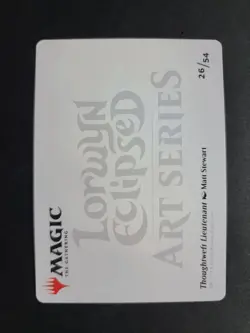 MAGIC
THE GATHERING
LORWYN
ECLIPSED
ART SERIES
26/54
Thoughtweft Lieutenant Matt Stewart